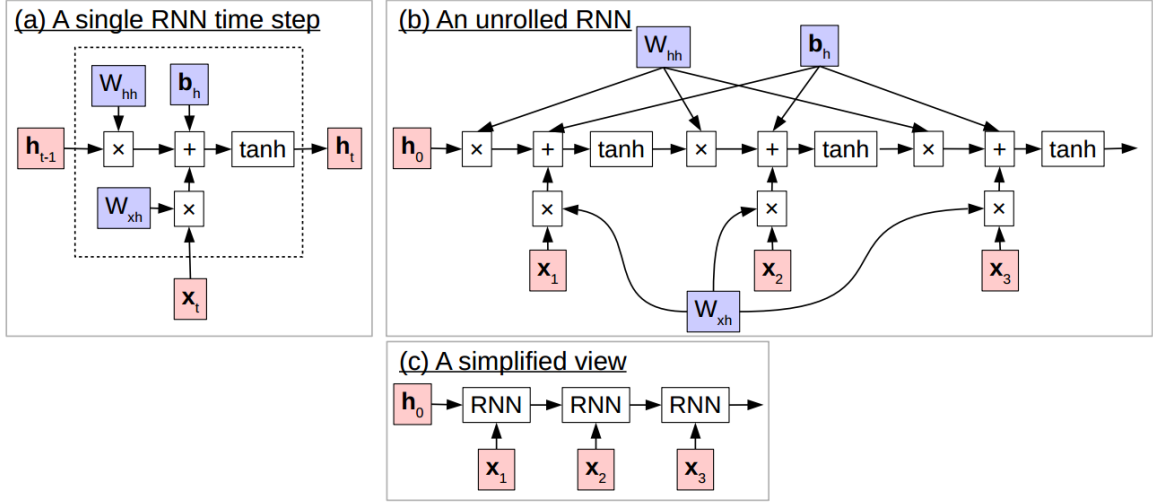 (a) A single RNN time step
W_hh b_h
h_t-1 × + tanh h_t
W_xh ×
x_t
(b) An unrolled RNN
W_hh b_h
h_0 × + tanh × + tanh × + tanh
× × ×
x_1 x_2 x_3
W_xh
(c) A simplified view
h_0 RNN RNN RNN
x_1 x_2 x_3